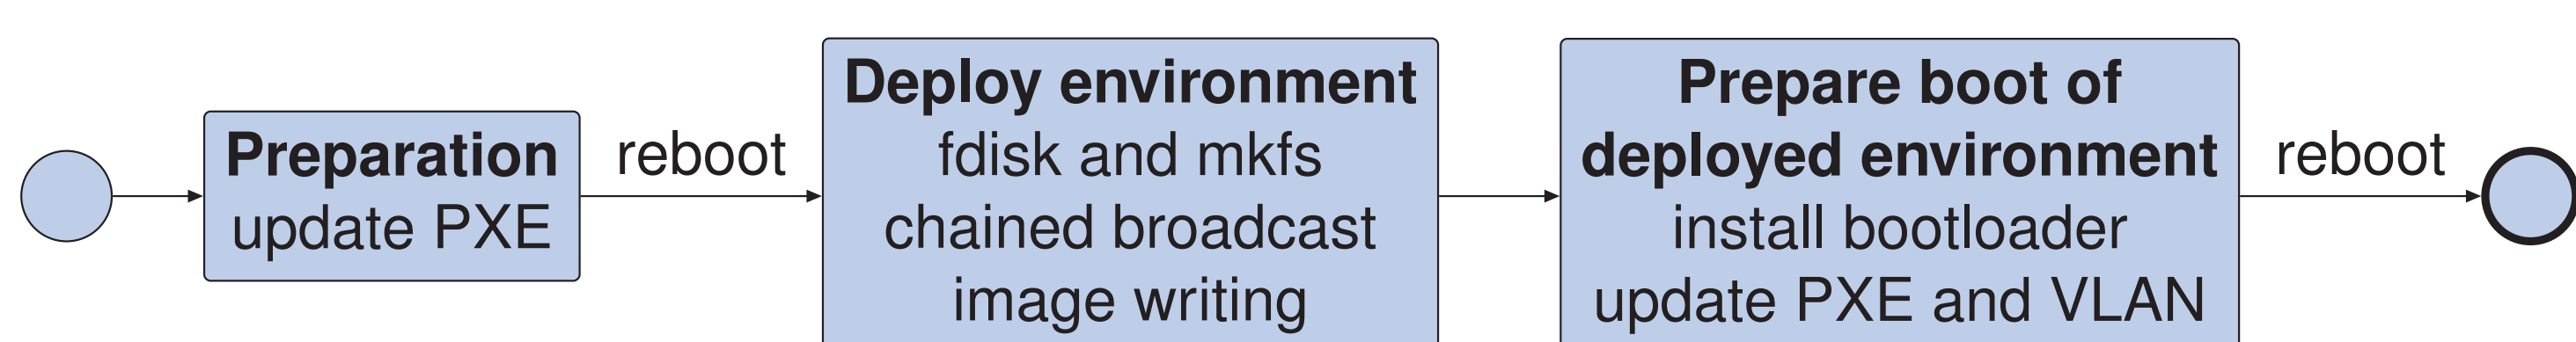 Preparation
update PXE
reboot
Deploy environment
fdisk and mkfs
chained broadcast
image writing
Prepare boot of
deployed environment
install bootloader
update PXE and VLAN
reboot